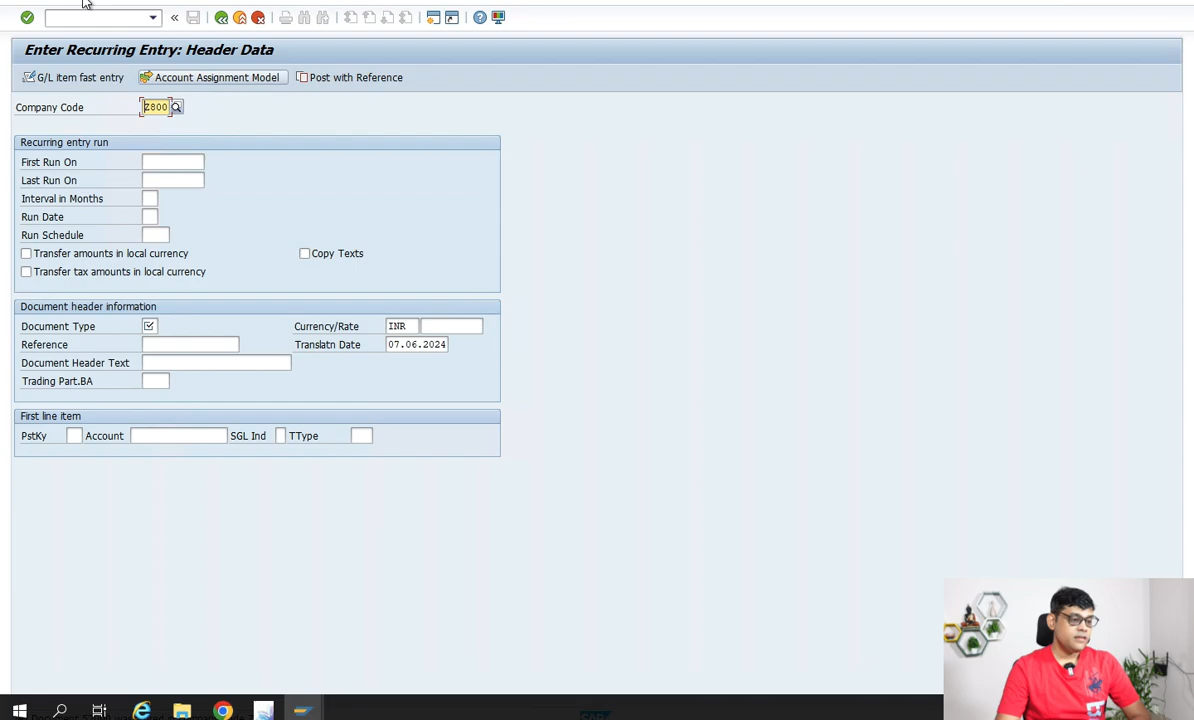 Enter Recurring Entry: Header Data
G/L item fast entry Account Assignment Model Post with Reference
Company Code Z800
Recurring entry run
First Run On
Last Run On
Interval in Months
Run Date
Run Schedule
Transfer amounts in local currency Copy Texts
Transfer tax amounts in local currency
Document header information
Document Type Currency/Rate INR
Reference Translatn Date 07.06.2024
Document Header Text
Trading Part.BA
First line item
PstKy Account SGL Ind TType